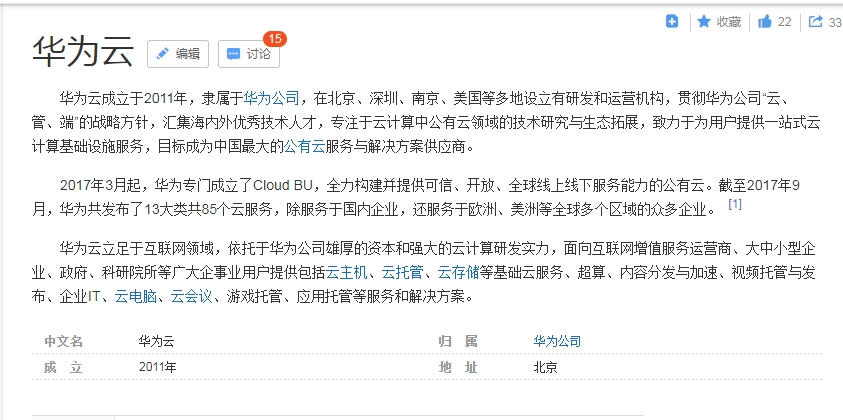 收藏 22 33
华为云 编辑 讨论 15
华为云成立于2011年，隶属于华为公司，在北京、深圳、南京、美国等多地设立有研发和运营机构，贯彻华为公司“云、
管、端”的战略方针，汇集海内外优秀技术人才，专注于云计算中公有云领域的技术研究与生态拓展，致力于为用户提供一站式云
计算基础设施服务，目标成为中国最大的公有云服务与解决方案供应商。
2017年3月起，华为专门成立了Cloud BU，全力构建并提供可信、开放、全球线上线下服务能力的公有云。截至2017年9
月，华为共发布了13大类共85个云服务，除服务于国内企业，还服务于欧洲、美洲等全球多个区域的众多企业。 [1]
华为云立足于互联网领域，依托于华为公司雄厚的资本和强大的云计算研发实力，面向互联网增值服务运营商、大中小型企
业、政府、科研院所等广大企事业用户提供包括云主机、云托管、云存储等基础云服务、超算、内容分发与加速、视频托管与发
布、企业IT、云电脑、云会议、游戏托管、应用托管等服务和解决方案。
中文名 华为云 归 属 华为公司
成 立 2011年 地 址 北京